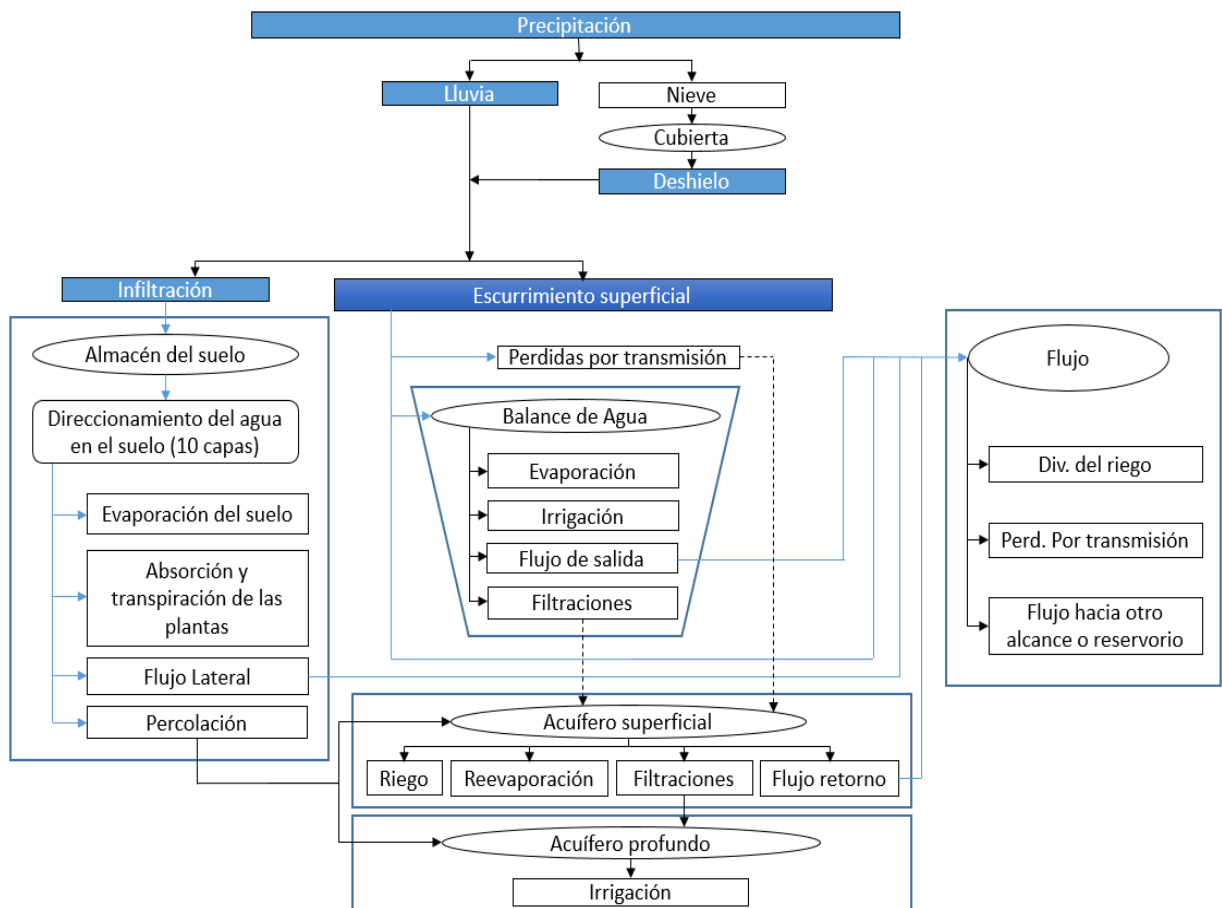 Precipitación
Lluvia
Nieve
Cubierta
Deshielo
Infiltración
Escurrimiento superficial
Almacén del suelo
Direccionamiento del agua
en el suelo (10 capas)
Evaporación del suelo
Absorción y
transpiración de las
plantas
Flujo Lateral
Percolación
Perdidas por transmisión
Balance de Agua
Evaporación
Irrigación
Flujo de salida
Filtraciones
Flujo
Div. del riego
Perd. Por transmisión
Flujo hacia otro
alcance o reservorio
Acuífero superficial
Riego
Reevaporación
Filtraciones
Flujo retorno
Acuífero profundo
Irrigación